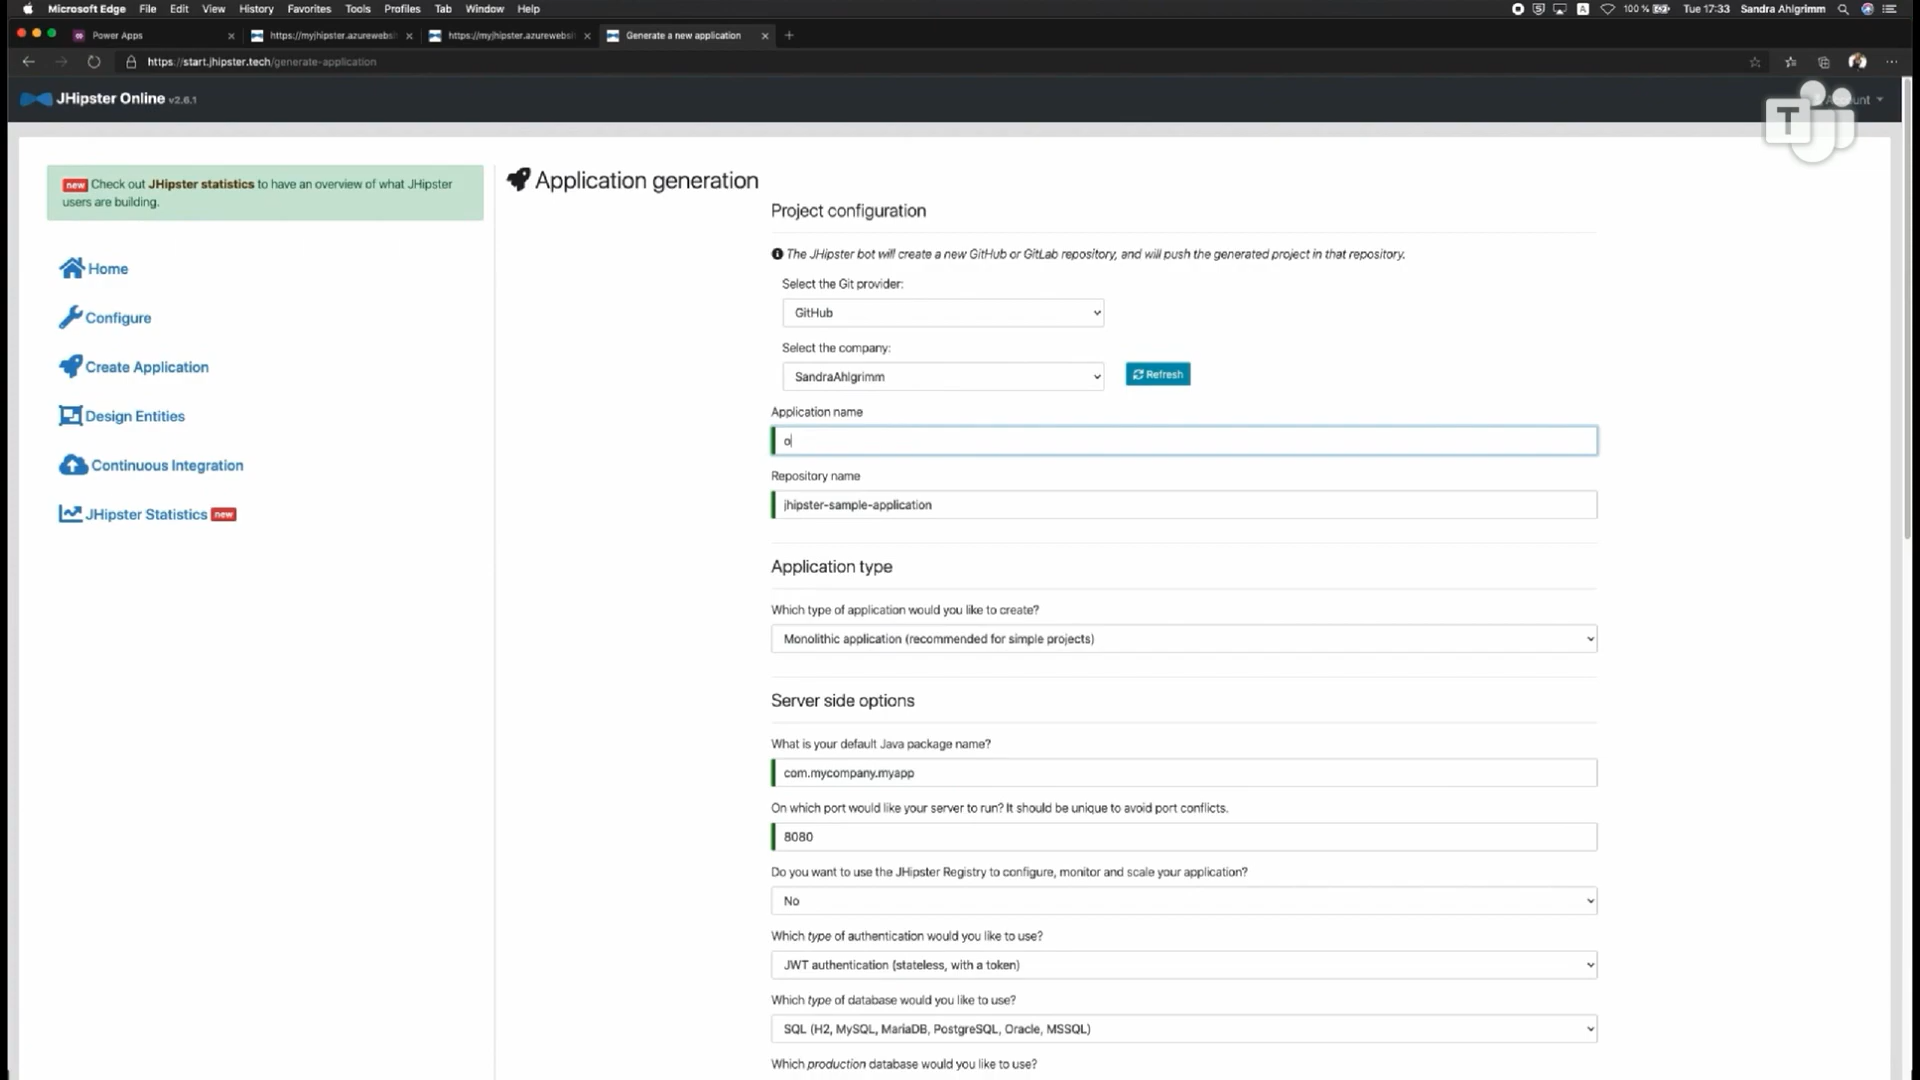 Microsoft Edge File Edit View History Favorites Tools Profiles Tab Window Help
100 % Tue 17:33 Sandra Ahlgrimm
Power Apps
https://myjhipster.azurewebsi
https://myjhipster.azurewebsi
Generate a new application
https://start.jhipster.tech/generate-application
JHipster Online v2.6.1
T
new Check out JHipster statistics to have an overview of what JHipster
users are building.
Home
Configure
Create Application
Design Entities
Continuous Integration
JHipster Statistics new
Application generation
Project configuration
The JHipster bot will create a new GitHub or GitLab repository, and will push the generated project in that repository.
Select the Git provider:
GitHub
Select the company:
SandraAhlgrimm
Refresh
Application name
o
Repository name
jhipster-sample-application
Application type
Which type of application would you like to create?
Monolithic application (recommended for simple projects)
Server side options
What is your default Java package name?
com.mycompany.myapp
On which port would like your server to run? It should be unique to avoid port conflicts.
8080
Do you want to use the JHipster Registry to configure, monitor and scale your application?
No
Which type of authentication would you like to use?
JWT authentication (stateless, with a token)
Which type of database would you like to use?
SQL (H2, MySQL, MariaDB, PostgreSQL, Oracle, MSSQL)
Which production database would you like to use?